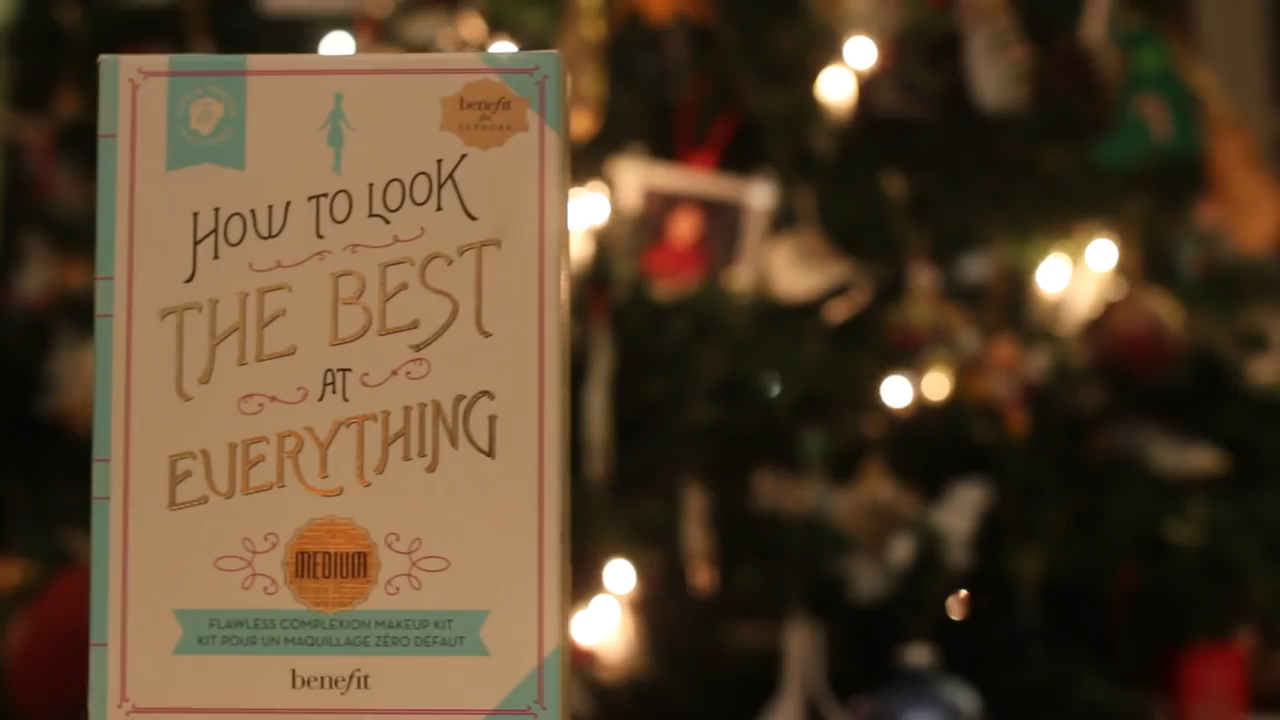 benefit
for
SEPHORA
HOW TO LOOK
THE BEST
AT
EVERYTHING
MEDIUM
FLAWLESS COMPLEXION MAKEUP KIT
KIT POUR UN MAQUILLAGE ZÉRO DÉFAUT
benefit